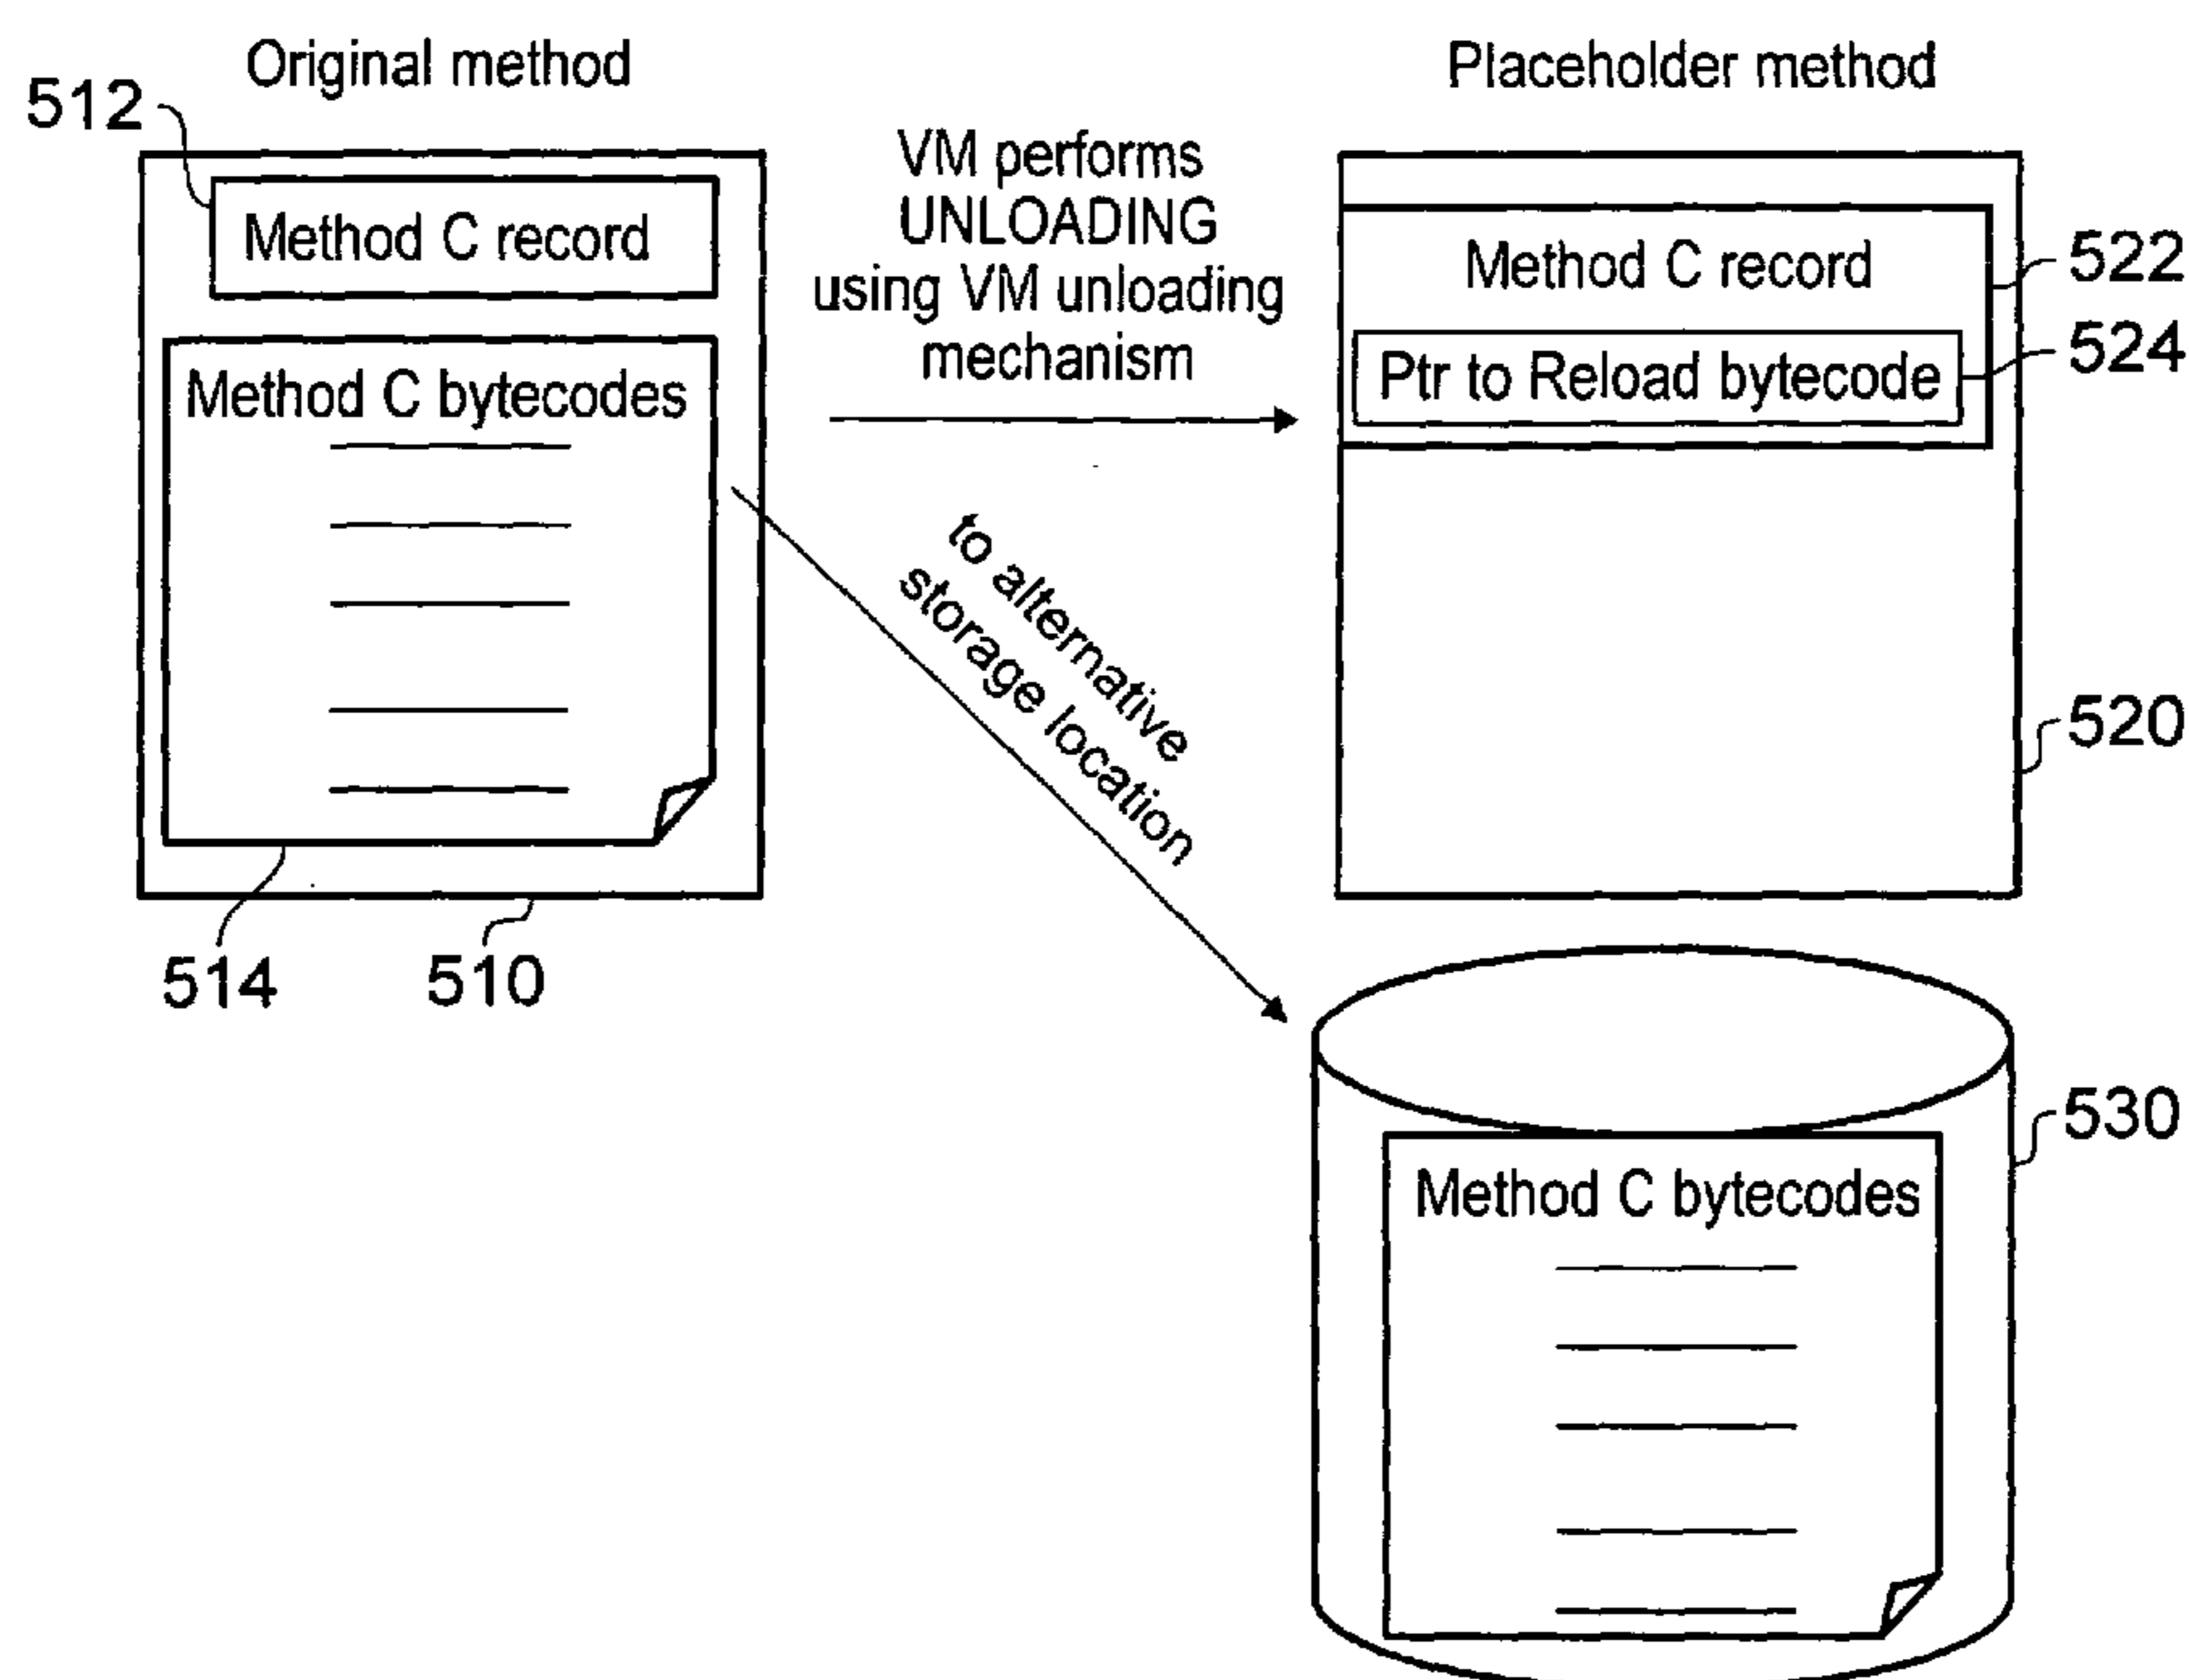 Original method
512
Method C record
Method C bytecodes
514
510
VM performs
UNLOADING
using VM unloading
mechanism
to alternative
storage location
Placeholder method
Method C record
522
Ptr to Reload bytecode
524
520
530
Method C bytecodes